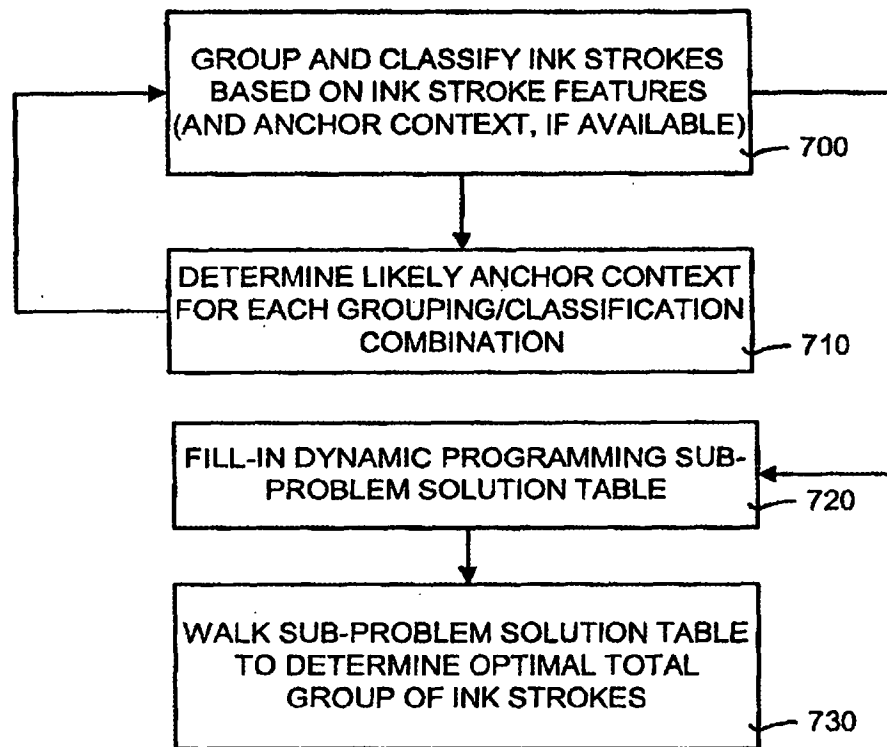 GROUP AND CLASSIFY INK STROKES
BASED ON INK STROKE FEATURES
(AND ANCHOR CONTEXT, IF AVAILABLE)
700
DETERMINE LIKELY ANCHOR CONTEXT
FOR EACH GROUPING/CLASSIFICATION
COMBINATION
710
FILL-IN DYNAMIC PROGRAMMING SUB-
PROBLEM SOLUTION TABLE
720
WALK SUB-PROBLEM SOLUTION TABLE
TO DETERMINE OPTIMAL TOTAL
GROUP OF INK STROKES
730